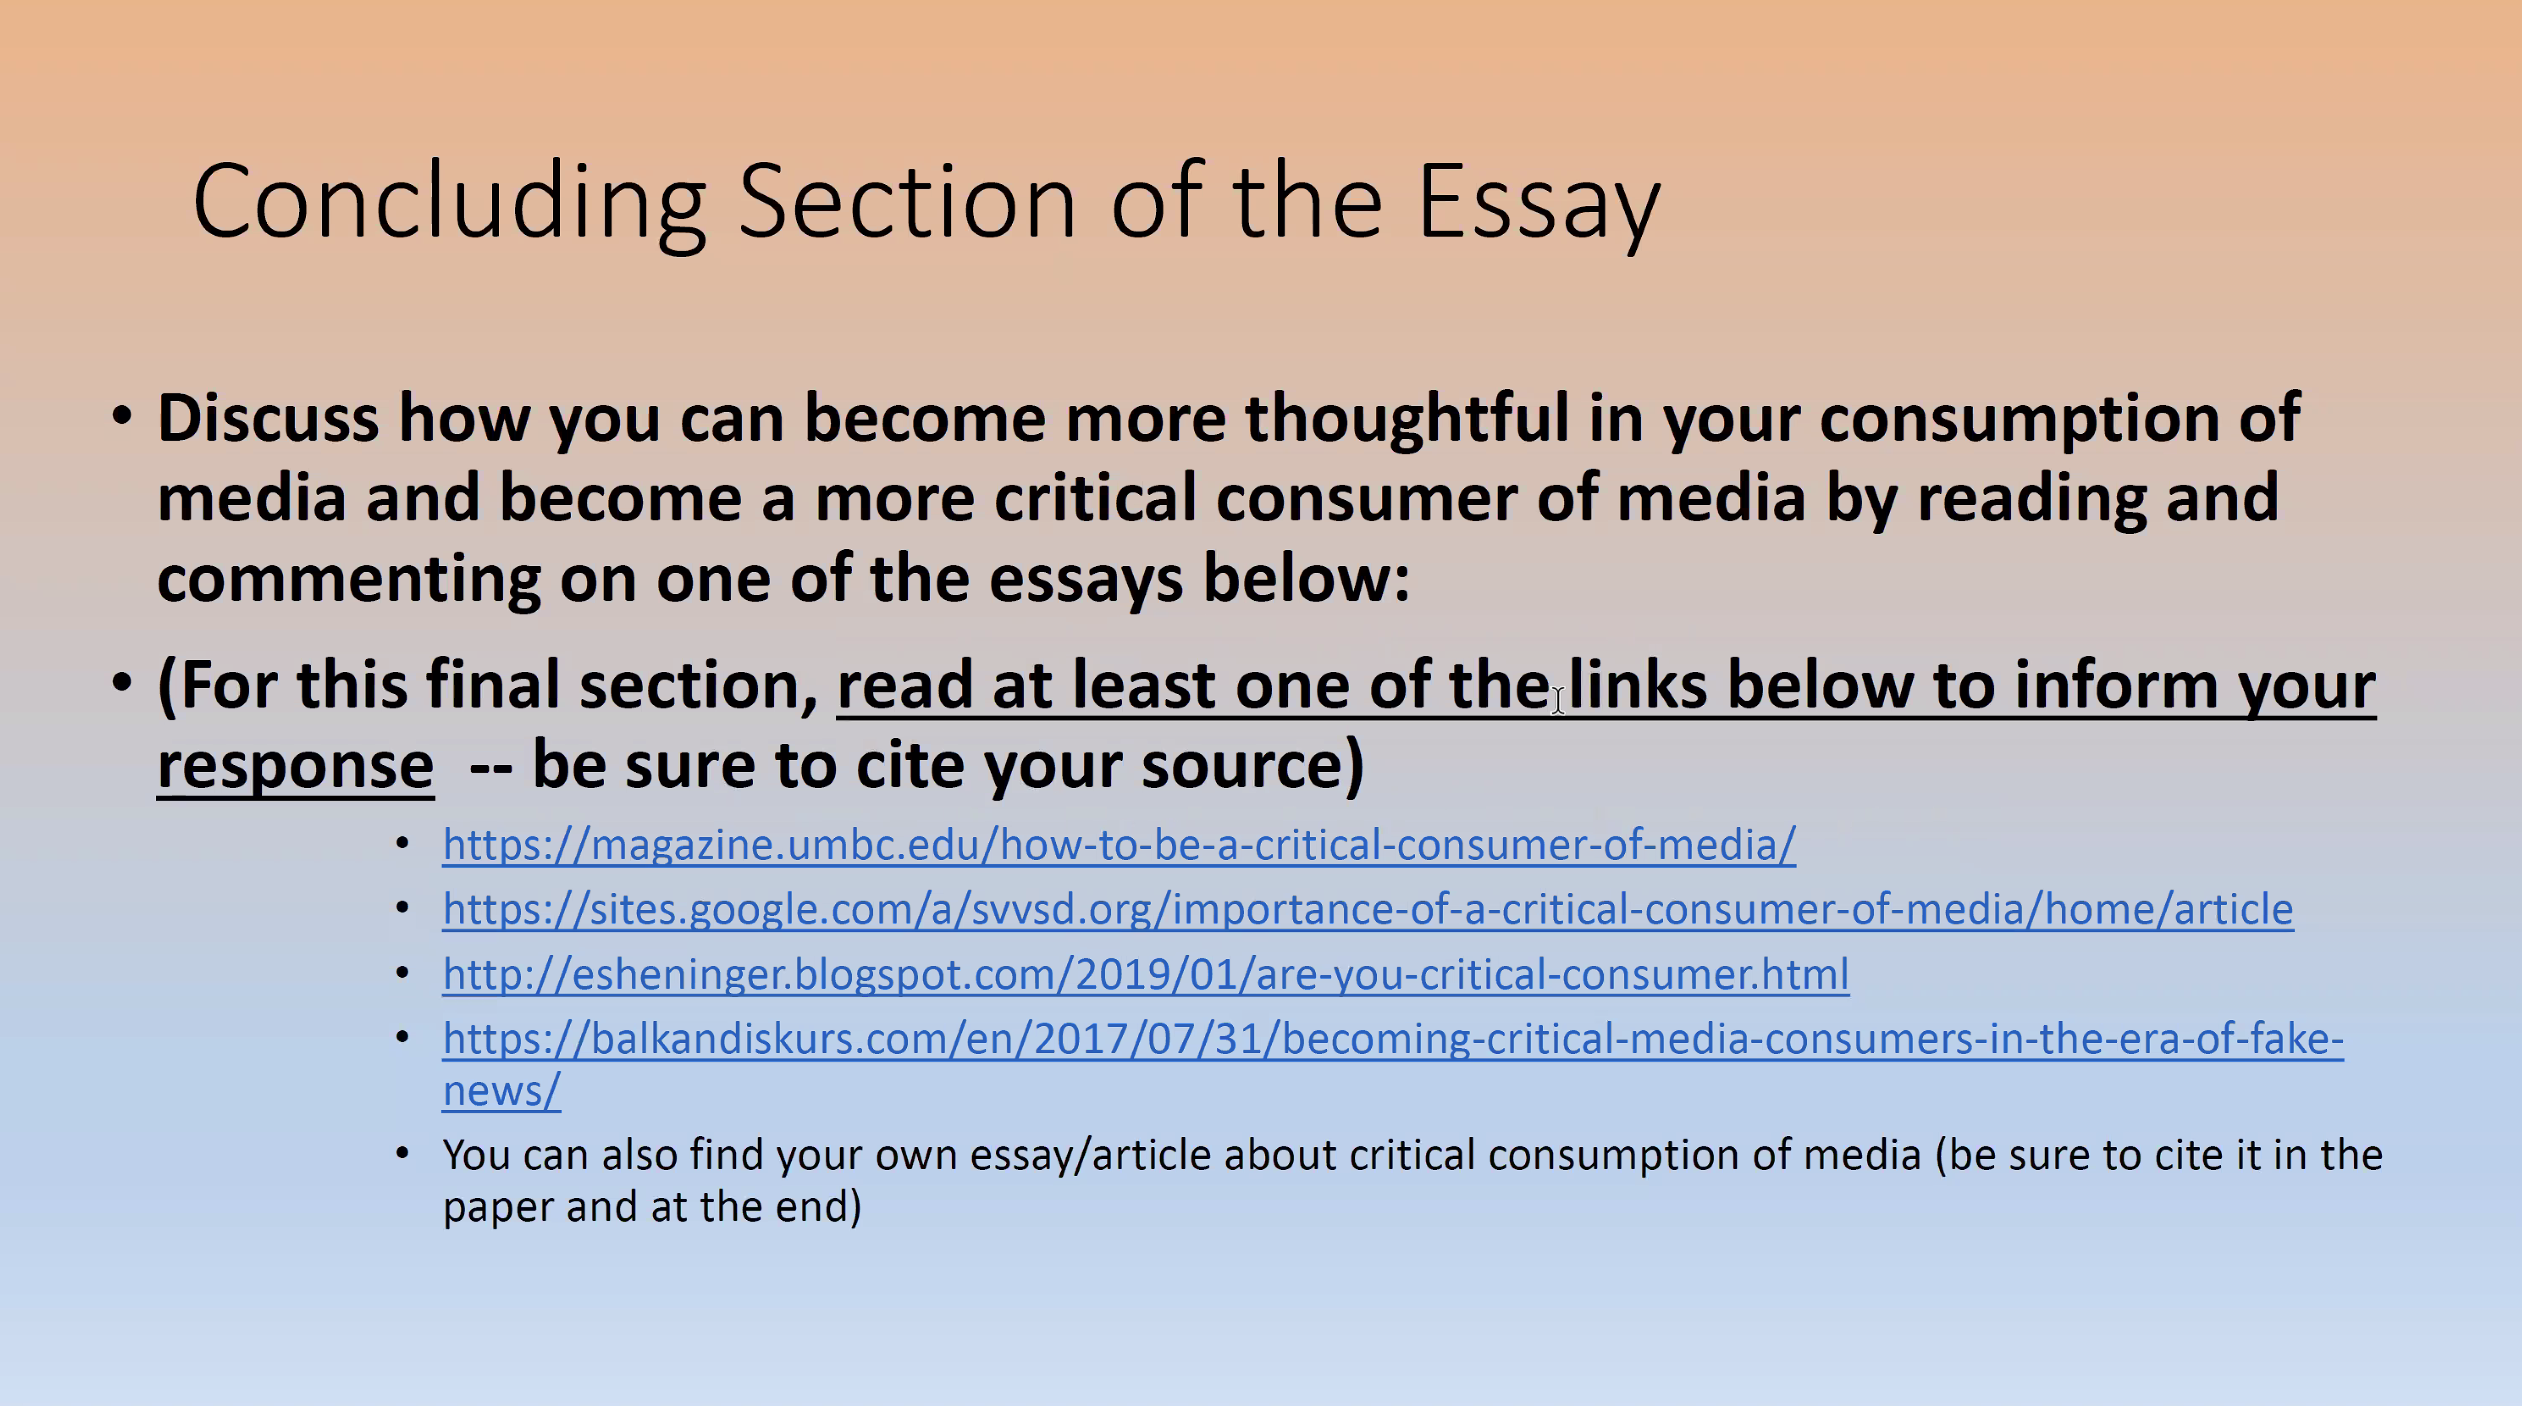 Concluding Section of the Essay
• Discuss how you can become more thoughtful in your consumption of
media and become a more critical consumer of media by reading and
commenting on one of the essays below:
• (For this final section, read at least one of the links below to inform your
response -- be sure to cite your source)
• https://magazine.umbc.edu/how-to-be-a-critical-consumer-of-media/
• https://sites.google.com/a/svvsd.org/importance-of-a-critical-consumer-of-media/home/article
• http://esheninger.blogspot.com/2019/01/are-you-critical-consumer.html
• https://balkandiskurs.com/en/2017/07/31/becoming-critical-media-consumers-in-the-era-of-fake-
news/
• You can also find your own essay/article about critical consumption of media (be sure to cite it in the
paper and at the end)